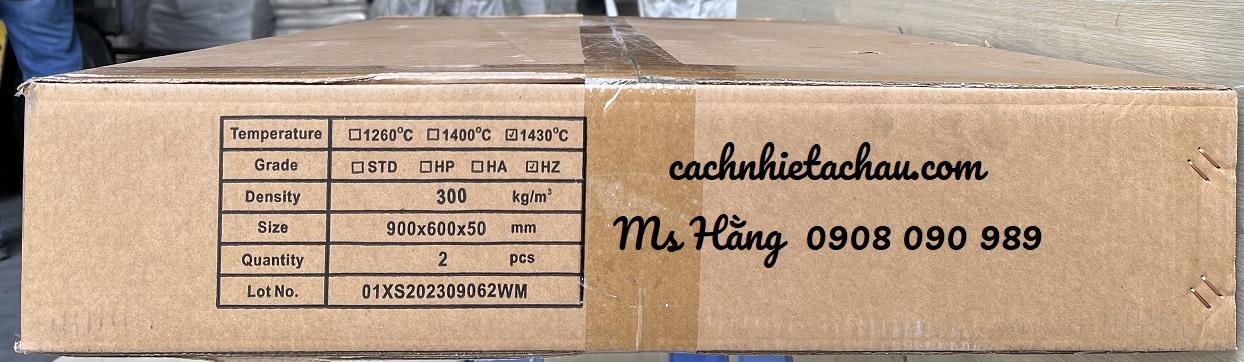 Temperature ☐1260°C ☐1400°C ☑1430°C
Grade ☐STD ☐HP ☐HA ☑HZ
Density 300 kg/m³
Size 900x600x50 mm
Quantity 2 pcs
Lot No. 01XS202309062WM
cachnhietachau.com
Ms Hằng 0908 090 989